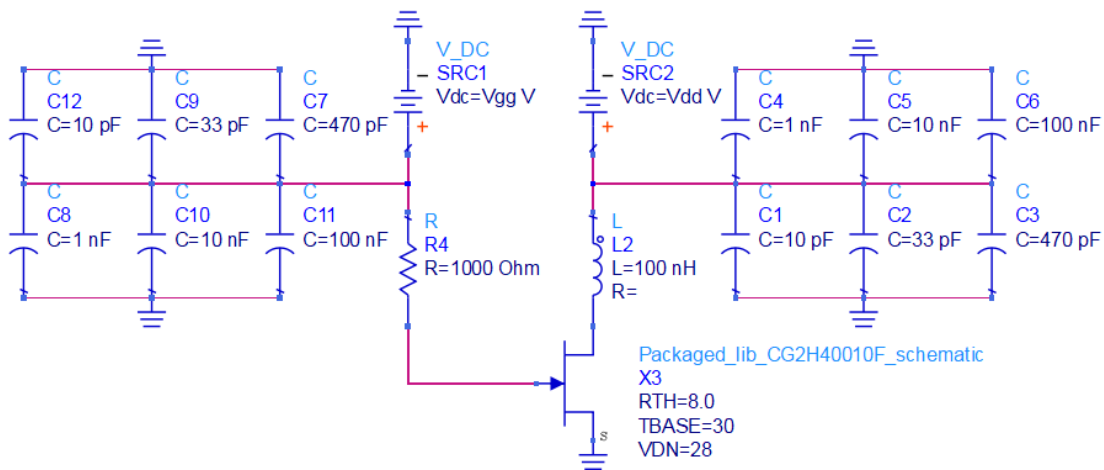 V_DC
SRC1
Vdc=Vgg V
V_DC
SRC2
Vdc=Vdd V
C
C12
C=10 pF
C
C9
C=33 pF
C
C7
C=470 pF
C
C4
C=1 nF
C
C5
C=10 nF
C
C6
C=100 nF
C
C8
C=1 nF
C
C10
C=10 nF
C
C11
C=100 nF
R
R4
R=1000 Ohm
L
L2
L=100 nH
R=
C
C1
C=10 pF
C
C2
C=33 pF
C
C3
C=470 pF
Packaged_lib_CG2H40010F_schematic
X3
RTH=8.0
TBASE=30
VDN=28
s